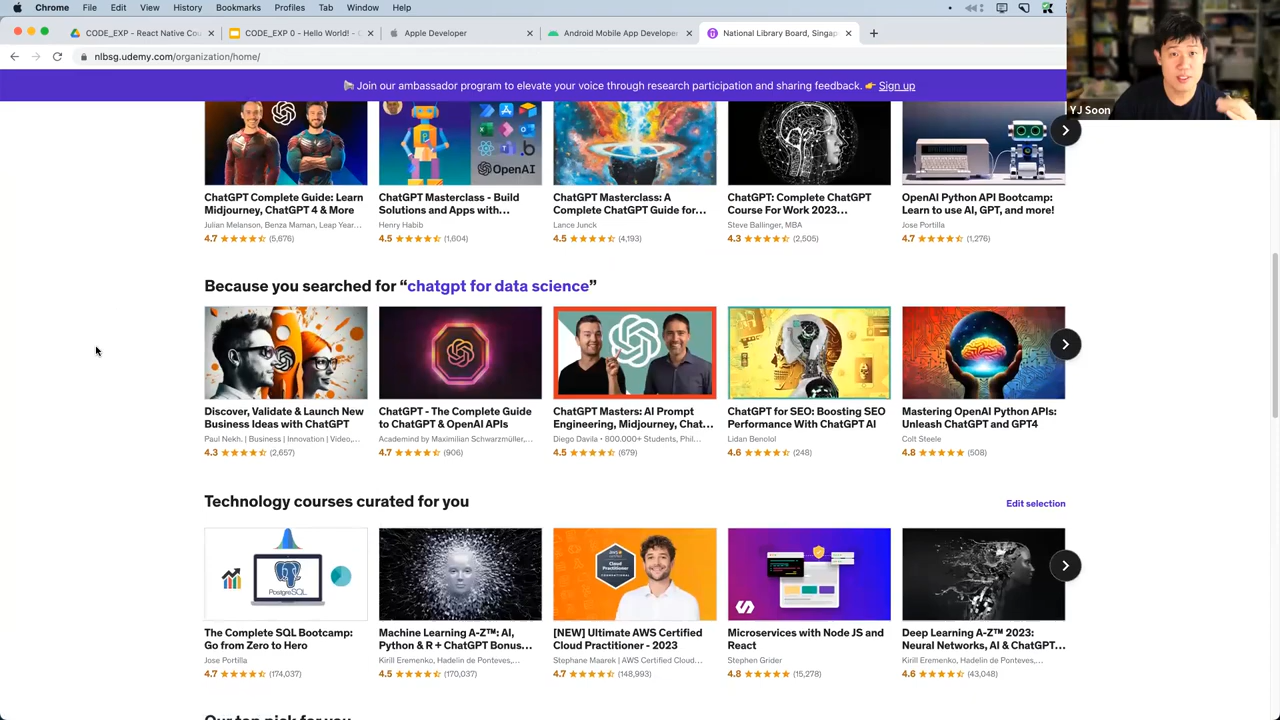 Chrome File Edit View History Bookmarks Profiles Tab Window Help
CODE_EXP - React Native Cou
CODE_EXP 0 - Hello World! - G
Apple Developer
Android Mobile App Developer
National Library Board, Singap
nlbsg.udemy.com/organization/home/
YJ Soon
Join our ambassador program to elevate your voice through research participation and sharing feedback. Sign up
OpenAI
ChatGPT Complete Guide: Learn
Midjourney, ChatGPT 4 & More
Julian Melanson, Benza Maman, Leap Year...
4.7 (5,676)
ChatGPT Masterclass - Build
Solutions and Apps with...
Henry Habib
4.5 (1,604)
ChatGPT Masterclass: A
Complete ChatGPT Guide for...
Lance Junck
4.5 (4,193)
ChatGPT: Complete ChatGPT
Course For Work 2023...
Steve Ballinger, MBA
4.3 (2,505)
OpenAI Python API Bootcamp:
Learn to use AI, GPT, and more!
Jose Portilla
4.7 (1,276)
Because you searched for “chatgpt for data science”
Discover, Validate & Launch New
Business Ideas with ChatGPT
Paul Nekh. | Business | Innovation | Video,...
4.3 (2,657)
ChatGPT - The Complete Guide
to ChatGPT & OpenAI APIs
Academind by Maximilian Schwarzmüller,...
4.7 (906)
ChatGPT Masters: AI Prompt
Engineering, Midjourney, Chat...
Diego Davila • 800.000+ Students, Phil...
4.5 (679)
ChatGPT for SEO: Boosting SEO
Performance With ChatGPT AI
Lidan Benolol
4.6 (248)
Mastering OpenAI Python APIs:
Unleash ChatGPT and GPT4
Colt Steele
4.8 (508)
Technology courses curated for you
Edit selection
PostgreSQL
Cloud
Practitioner
The Complete SQL Bootcamp:
Go from Zero to Hero
Jose Portilla
4.7 (174,037)
Machine Learning A-Z™: AI,
Python & R + ChatGPT Bonus...
Kirill Eremenko, Hadelin de Ponteves,...
4.5 (170,037)
[NEW] Ultimate AWS Certified
Cloud Practitioner - 2023
Stephane Maarek | AWS Certified Cloud...
4.7 (148,993)
Microservices with Node JS and
React
Stephen Grider
4.8 (15,278)
Deep Learning A-Z™ 2023:
Neural Networks, AI & ChatGPT...
Kirill Eremenko, Hadelin de Ponteves,...
4.6 (43,048)
Our top pick for you